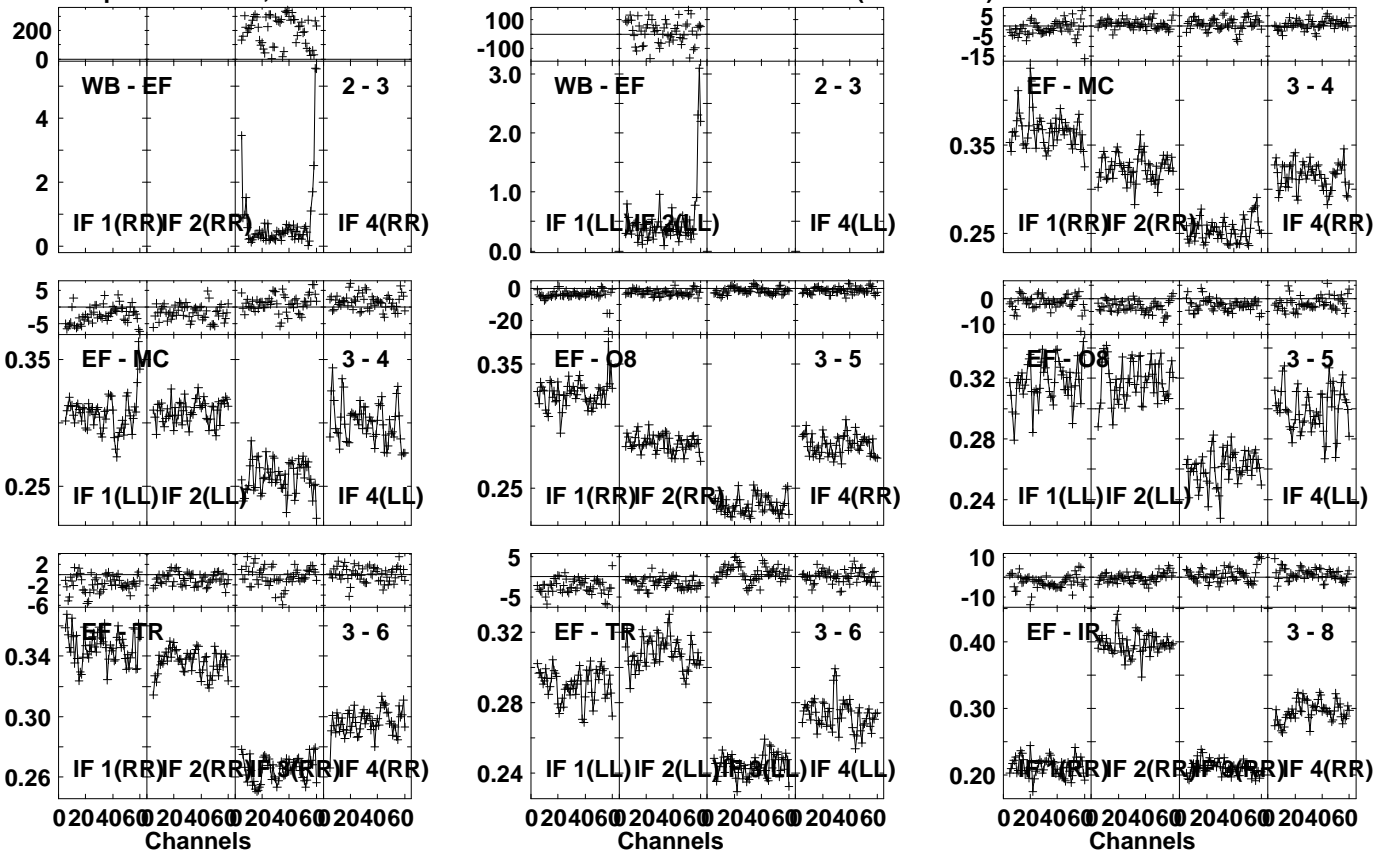 200
0
WB - EF
2 - 3
4
2
0
IF 1(RR)
IF 2(RR)
IF 4(RR)
100
-100
3.0
WB - EF
2 - 3
2.0
1.0
0.0
IF 1(LL)
IF 2(LL)
IF 4(LL)
5
-5
-15
EF - MC
3 - 4
0.35
0.25
IF 1(RR)
IF 2(RR)
IF 4(RR)
5
-5
0.35
EF - MC
3 - 4
0.25
IF 1(LL)
IF 2(LL)
IF 4(LL)
0
-20
EF - O8
3 - 5
0.35
0.25
IF 1(RR)
IF 2(RR)
IF 4(RR)
0
-10
EF - O8
3 - 5
0.32
0.28
0.24
IF 1(LL)
IF 2(LL)
IF 4(LL)
2
-2
-6
EF - TR
3 - 6
0.34
0.30
0.26
IF 1(RR)
IF 2(RR)
IF 3(RR)
IF 4(RR)
0 20 40 60 0 20 40 60 0 20 40 60 0 20 40 60
Channels
5
-5
EF - TR
3 - 6
0.32
0.28
0.24
IF 1(LL)
IF 2(LL)
IF 3(LL)
IF 4(LL)
0 20 40 60 0 20 40 60 0 20 40 60 0 20 40 60
Channels
10
-10
EF - IR
3 - 8
0.40
0.30
0.20
IF 1(RR)
IF 2(RR)
IF 3(RR)
IF 4(RR)
0 20 40 60 0 20 40 60 0 20 40 60 0 20 40 60
Channels